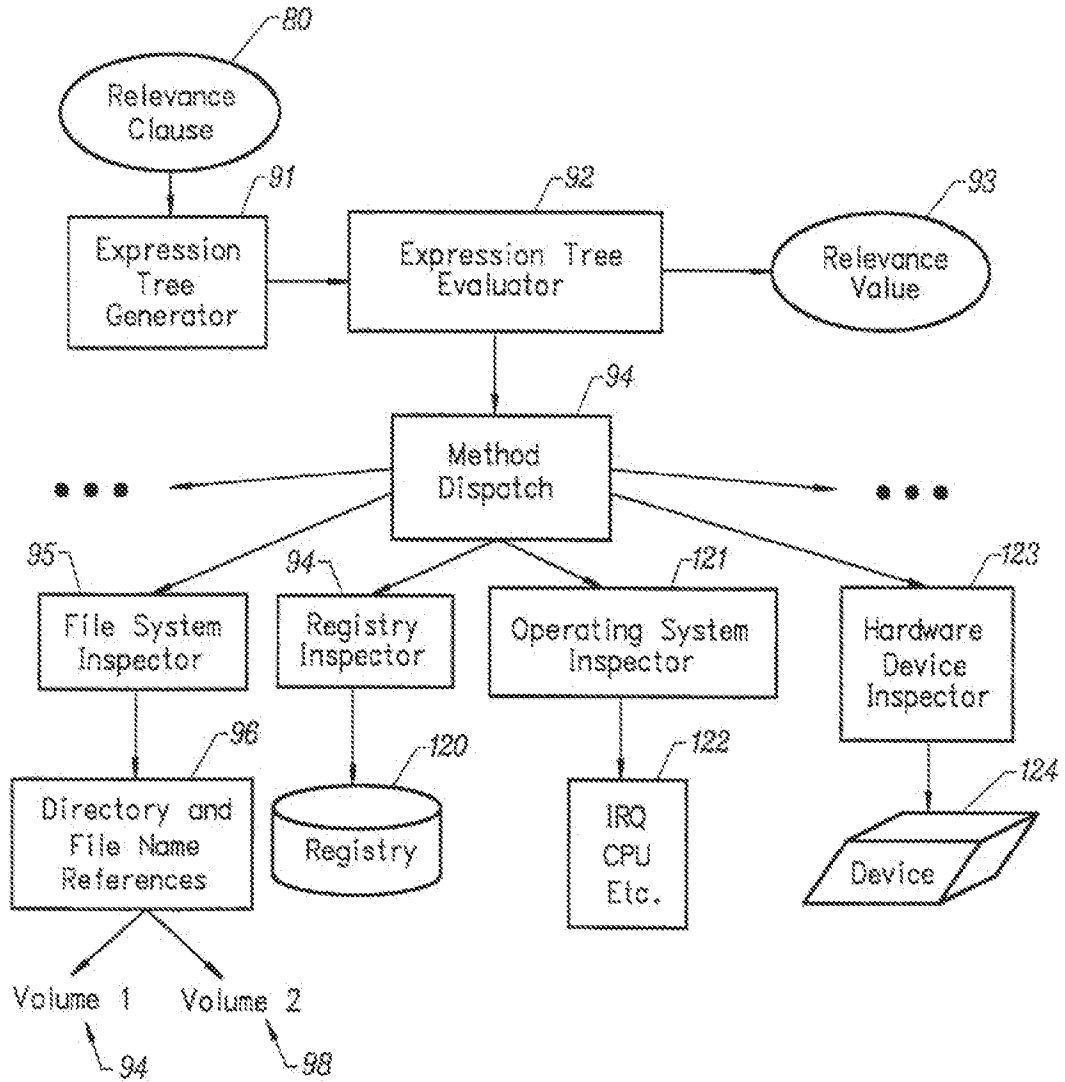 80
Relevance
Clause
91
Expression
Tree
Generator
92
Expression Tree
Evaluator
93
Relevance
Value
94
Method
Dispatch
95
File System
Inspector
94
Registry
Inspector
121
Operating System
Inspector
123
Hardware
Device
Inspector
96
Directory and
File Name
References
120
Registry
122
IRQ
CPU
Etc.
124
Device
Volume 1
Volume 2
94
98